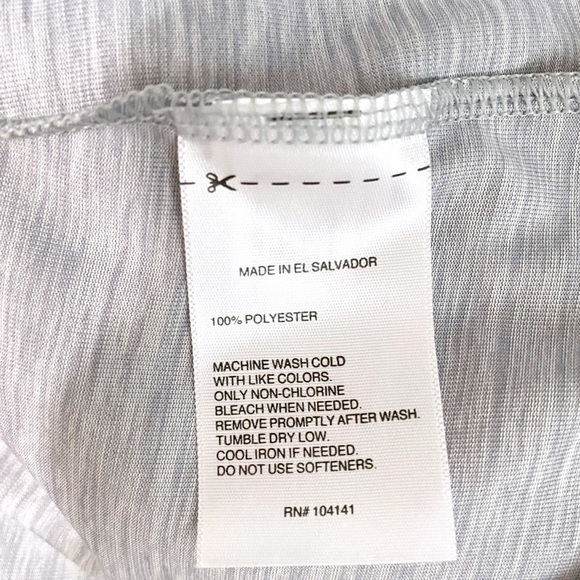 MADE IN EL SALVADOR
100% POLYESTER
MACHINE WASH COLD
WITH LIKE COLORS.
ONLY NON-CHLORINE
BLEACH WHEN NEEDED.
REMOVE PROMPTLY AFTER WASH.
TUMBLE DRY LOW.
COOL IRON IF NEEDED.
DO NOT USE SOFTENERS.
RN# 104141